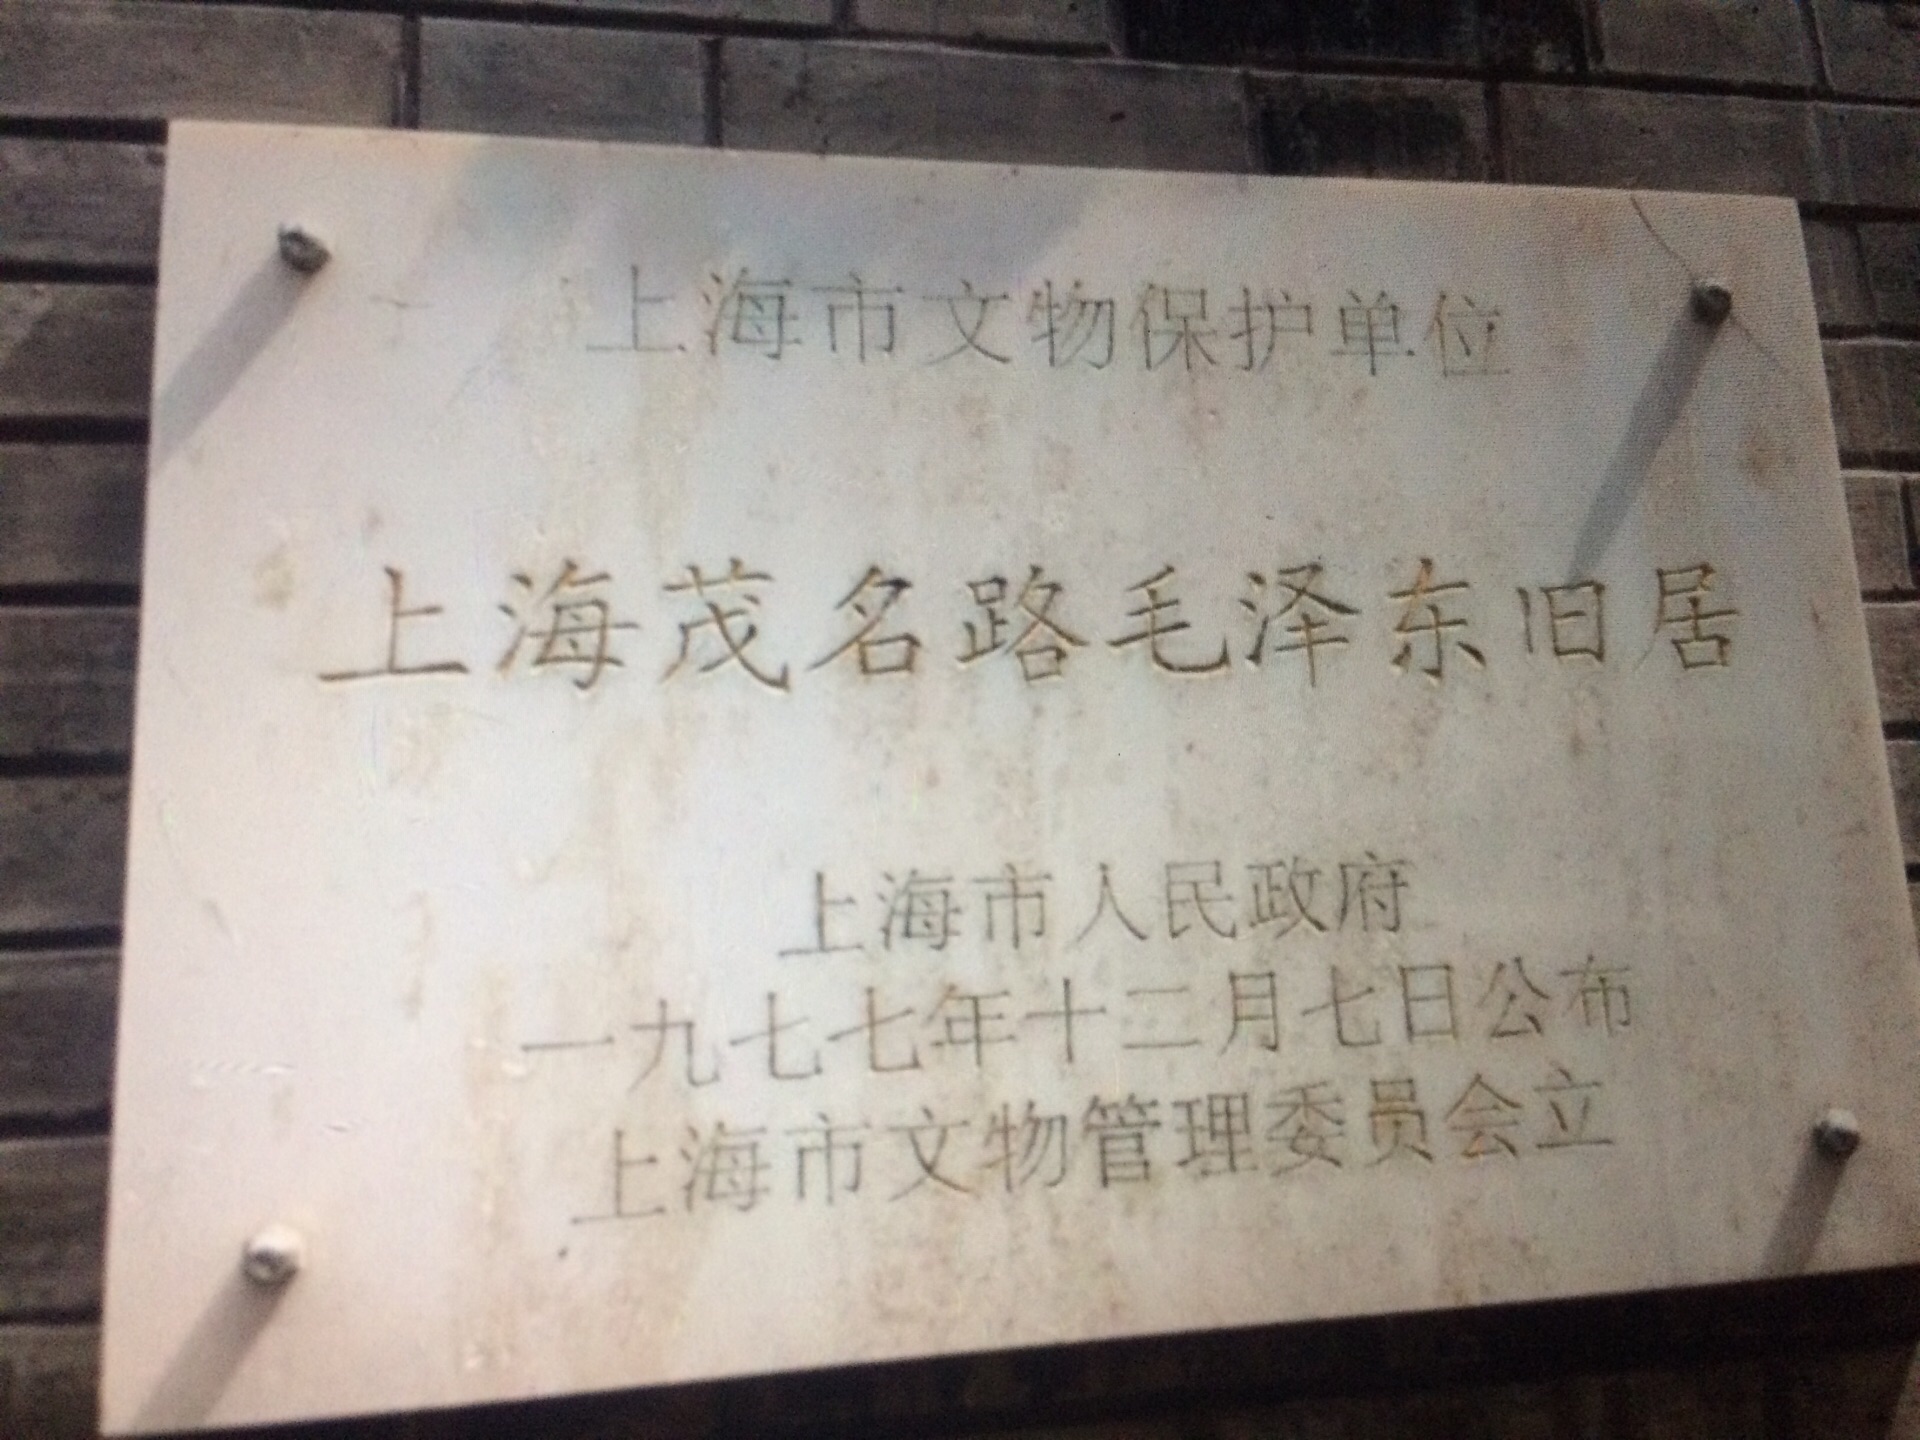 上海市文物保护单位
上海茂名路毛泽东旧居
上海市人民政府
一九七七年十二月七日公布
上海市文物管理委员会立